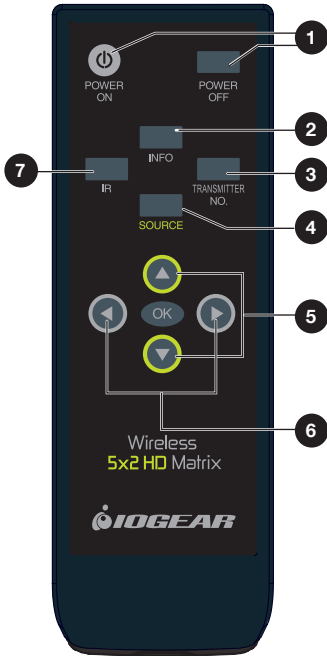 1
POWER
ON
POWER
OFF
2
INFO
7
IR
3
TRANSMITTER
NO.
4
SOURCE
5
OK
6
Wireless
5x2 HD Matrix
IOGEAR